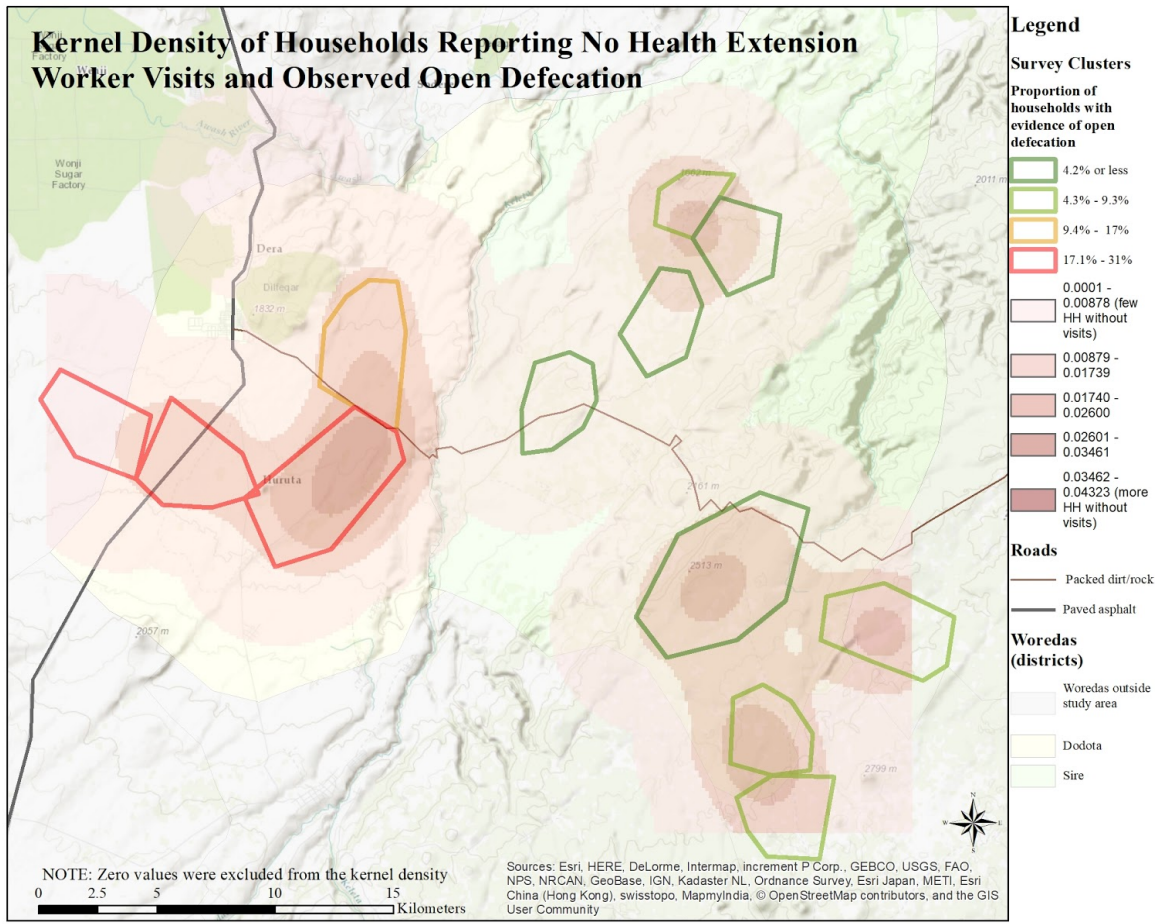 Kernel Density of Households Reporting No Health Extension
Worker Visits and Observed Open Defecation
Wonji
Factory
Wonji
Awash River
Wonji
Sugar
Factory
Dera
Dilfeqar
1832 m
Huruta
2057 m
2011 m
2161 m
2513 m
2799 m
N
W
E
S
NOTE: Zero values were excluded from the kernel density
0 2.5 5 10 15
Kilometers
Sources: Esri, HERE, DeLorme, Intermap, increment P Corp., GEBCO, USGS, FAO,
NPS, NRCAN, GeoBase, IGN, Kadaster NL, Ordnance Survey, Esri Japan, METI, Esri
China (Hong Kong), swisstopo, MapmyIndia, © OpenStreetMap contributors, and the GIS
User Community
Legend
Survey Clusters
Proportion of
households with
evidence of open
defecation
4.2% or less
4.3% - 9.3%
9.4% - 17%
17.1% - 31%
0.0001 -
0.00878 (few
HH without
visits)
0.00879 -
0.01739
0.01740 -
0.02600
0.02601 -
0.03461
0.03462 -
0.04323 (more
HH without
visits)
Roads
Packed dirt/rock
Paved asphalt
Woredas
(districts)
Woredas outside
study area
Dodota
Sire